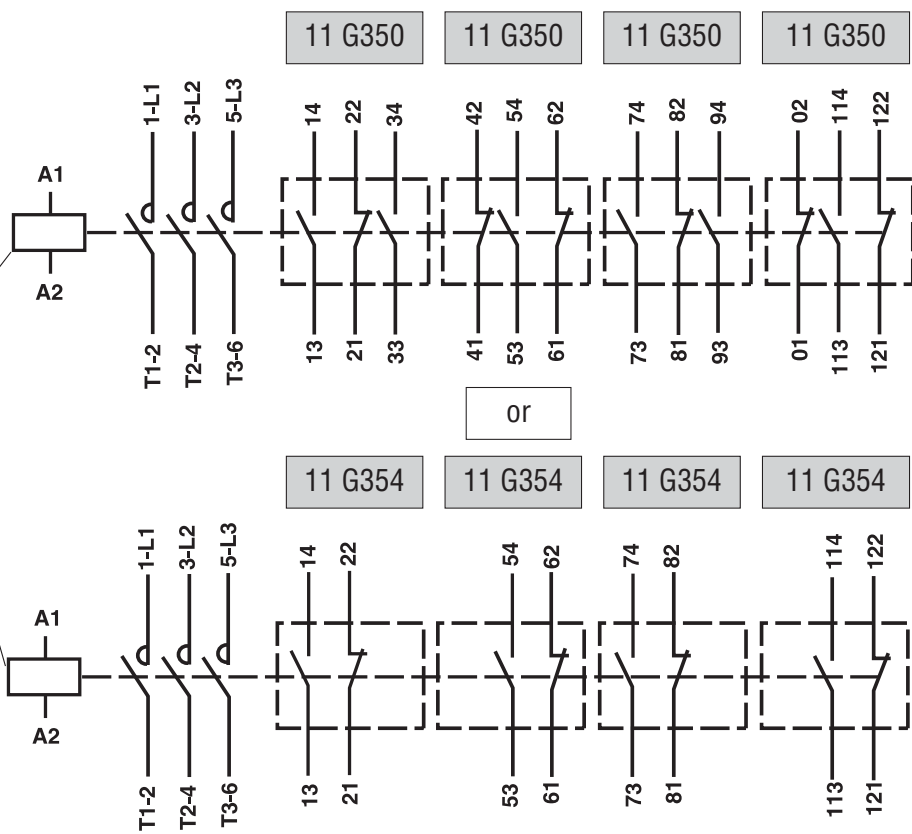 11 G350 11 G350 11 G350 11 G350
1-L1 3-L2 5-L3 14 22 34 42 54 62 74 82 94 02 114 122
A1
A2
T1-2 T2-4 T3-6 13 21 33 41 53 61 73 81 93 01 113 121
or
11 G354 11 G354 11 G354 11 G354
1-L1 3-L2 5-L3 14 22 54 62 74 82 114 122
A1
A2
T1-2 T2-4 T3-6 13 21 53 61 73 81 113 121